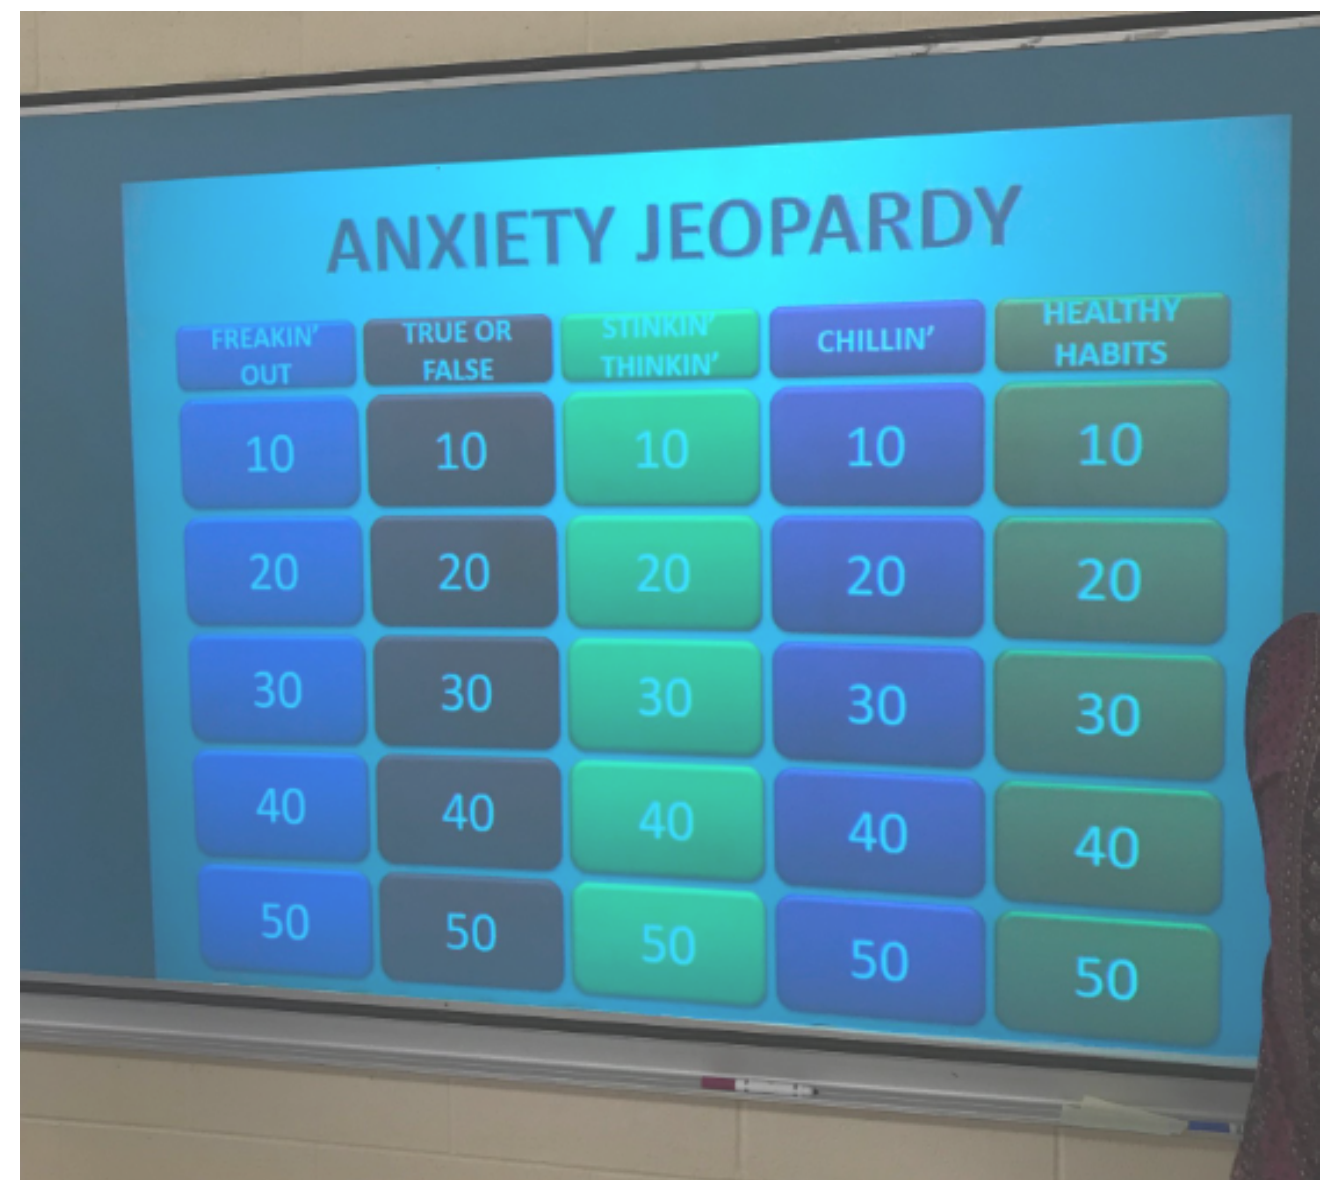 ANXIETY JEOPARDY
FREAKIN' OUT TRUE OR FALSE STINKIN' THINKIN' CHILLIN' HEALTHY HABITS
10 10 10 10 10
20 20 20 20 20
30 30 30 30 30
40 40 40 40 40
50 50 50 50 50